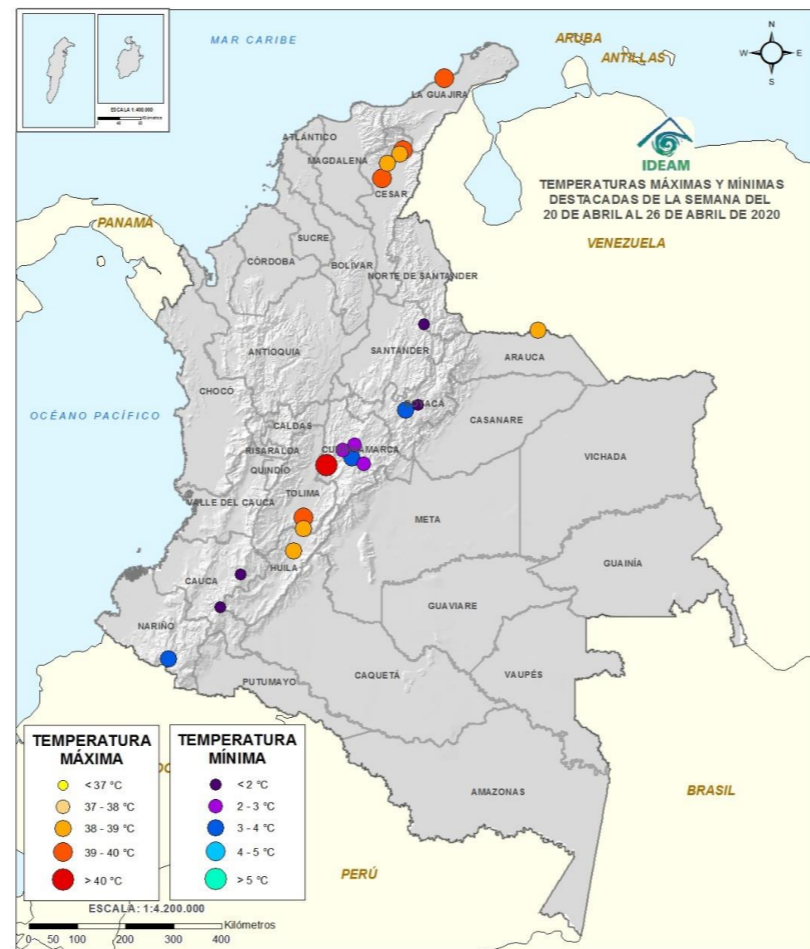 MAR CARIBE
ARUBA
ANTILLAS
N
W
E
S
ESCALA 1:400.000
Kilómetros
LA GUAJIRA
ATLÁNTICO
MAGDALENA
CESAR
IDEAM
TEMPERATURAS MÁXIMAS Y MÍNIMAS
DESTACADAS DE LA SEMANA DEL
20 DE ABRIL AL 26 DE ABRIL DE 2020
PANAMÁ
VENEZUELA
SUCRE
CÓRDOBA
BOLÍVAR
NORTE DE SANTANDER
ANTIOQUIA
SANTANDER
ARAUCA
CHOCÓ
OCÉANO PACÍFICO
CASANARE
CALDAS
RISARALDA
QUINDÍO
VICHADA
VALLE DEL CAUCA
TOLIMA
META
GUAINÍA
HUILA
CAUCA
GUAVIARE
NARIÑO
CAQUETÁ
VAUPÉS
PUTUMAYO
AMAZONAS
BRASIL
PERÚ
TEMPERATURA
MÁXIMA
< 37 °C
37 - 38 °C
38 - 39 °C
39 - 40 °C
> 40 °C
TEMPERATURA
MÍNIMA
< 2 °C
2 - 3 °C
3 - 4 °C
4 - 5 °C
> 5 °C
ESCALA: 1:4.200.000
Kilómetros
0 50 100 200 300 400